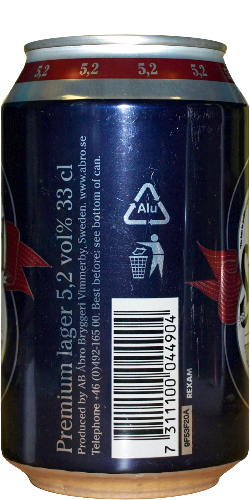 5,2 5,2 5,2 5,2
Premium lager 5,2 vol% 33 cl
Produced by AB Åbro Bryggeri Vimmerby, Sweden. www.abro.se
Telephone +46 (0)492-165 00. Best before: see bottom of can.
Alu
7 311100 044904
9F53F20A
REXAM